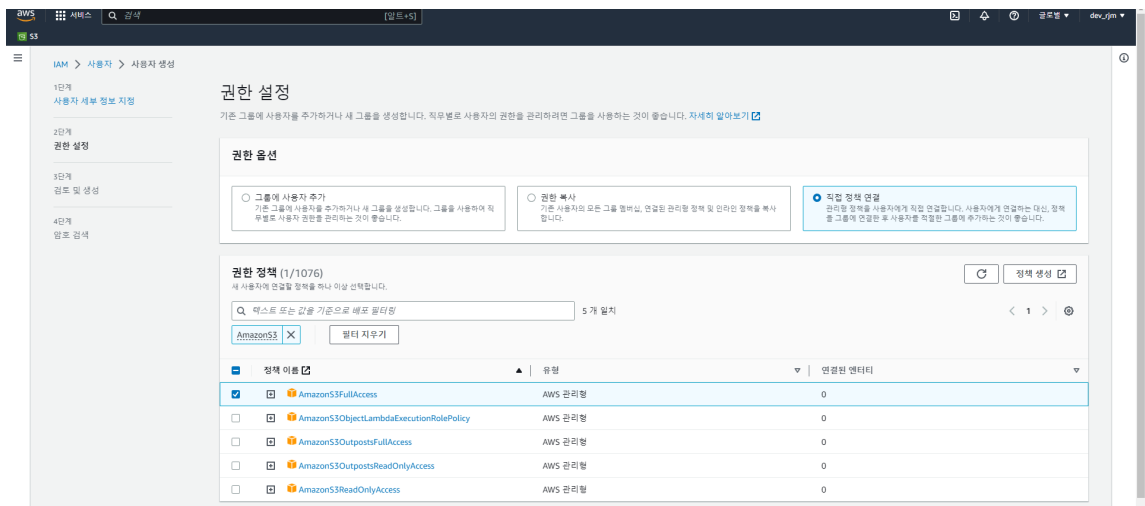 aws
서비스
검색
[알트+S]
글로벌 ▼
dev_rjm ▼
S3
IAM > 사용자 > 사용자 생성
1단계
사용자 세부 정보 지정
2단계
권한 설정
3단계
검토 및 생성
4단계
암호 검색
권한 설정
기존 그룹에 사용자를 추가하거나 새 그룹을 생성합니다. 직무별로 사용자의 권한을 관리하려면 그룹을 사용하는 것이 좋습니다. 자세히 알아보기
권한 옵션
그룹에 사용자 추가
기존 그룹에 사용자를 추가하거나 새 그룹을 생성합니다. 그룹을 사용하여 직
무별로 사용자 권한을 관리하는 것이 좋습니다.
권한 복사
기존 사용자의 모든 그룹 멤버십, 연결된 관리형 정책 및 인라인 정책을 복사
합니다.
직접 정책 연결
관리형 정책을 사용자에게 직접 연결합니다. 사용자에게 연결하는 대신, 정책
을 그룹에 연결한 후 사용자를 적절한 그룹에 추가하는 것이 좋습니다.
권한 정책 (1/1076)
새 사용자에 연결할 정책을 하나 이상 선택합니다.
정책 생성
텍스트 또는 값을 기준으로 배포 필터링
5 개 일치
< 1 >
AmazonS3
필터 지우기
정책 이름 ▲ 유형 ▽ 연결된 엔터티 ▽
AmazonS3FullAccess AWS 관리형 0
AmazonS3ObjectLambdaExecutionRolePolicy AWS 관리형 0
AmazonS3OutpostsFullAccess AWS 관리형 0
AmazonS3OutpostsReadOnlyAccess AWS 관리형 0
AmazonS3ReadOnlyAccess AWS 관리형 0